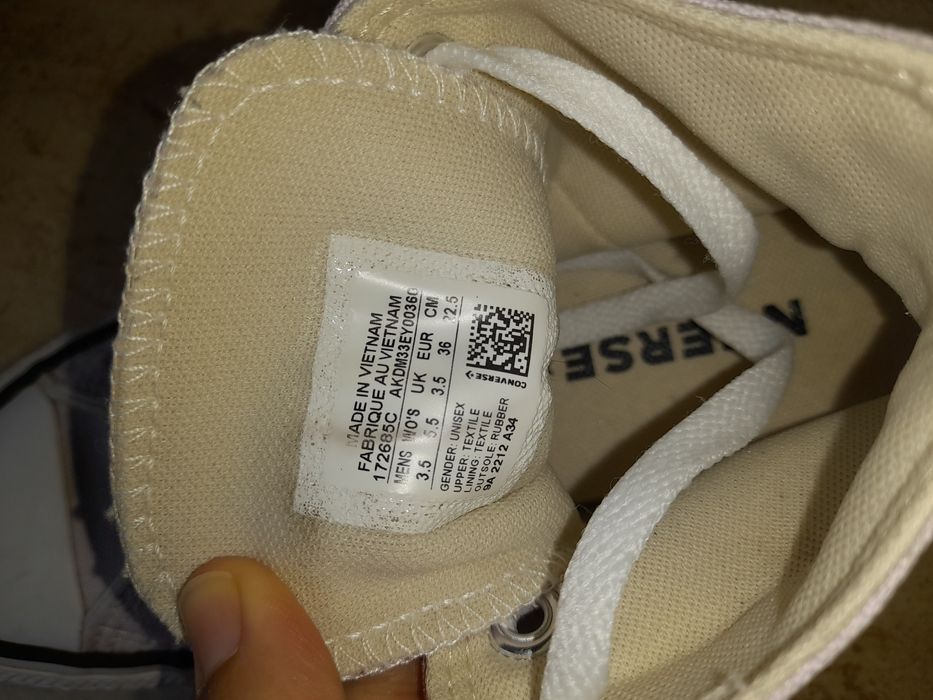 MADE IN VIETNAM
FABRIQUE AU VIETNAM
172685C AKDM33EY00360
MENS WO'S UK EUR CM
3.5 5.5 3.5 36 22.5
CONVERSE
GENDER: UNISEX
UPPER: TEXTILE
LINING: TEXTILE
OUTSOLE: RUBBER
9A 2212 A34
VERSE